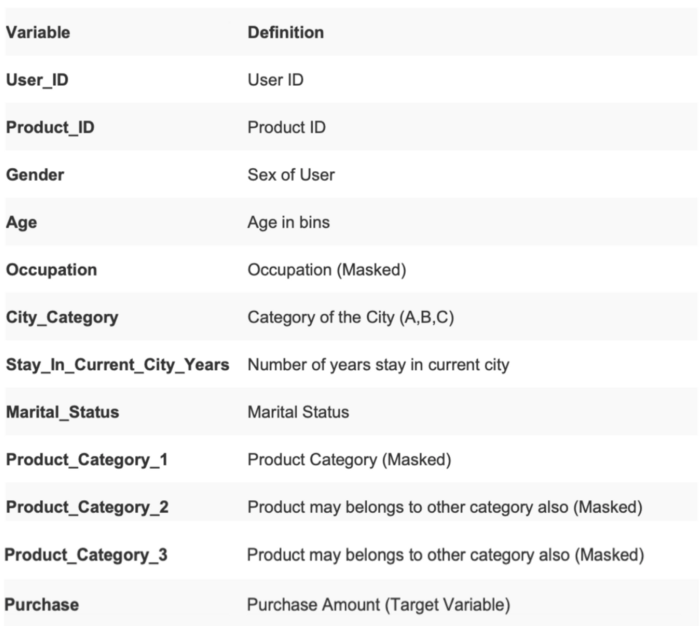 Variable Definition
User_ID User ID
Product_ID Product ID
Gender Sex of User
Age Age in bins
Occupation Occupation (Masked)
City_Category Category of the City (A,B,C)
Stay_In_Current_City_Years Number of years stay in current city
Marital_Status Marital Status
Product_Category_1 Product Category (Masked)
Product_Category_2 Product may belongs to other category also (Masked)
Product_Category_3 Product may belongs to other category also (Masked)
Purchase Purchase Amount (Target Variable)